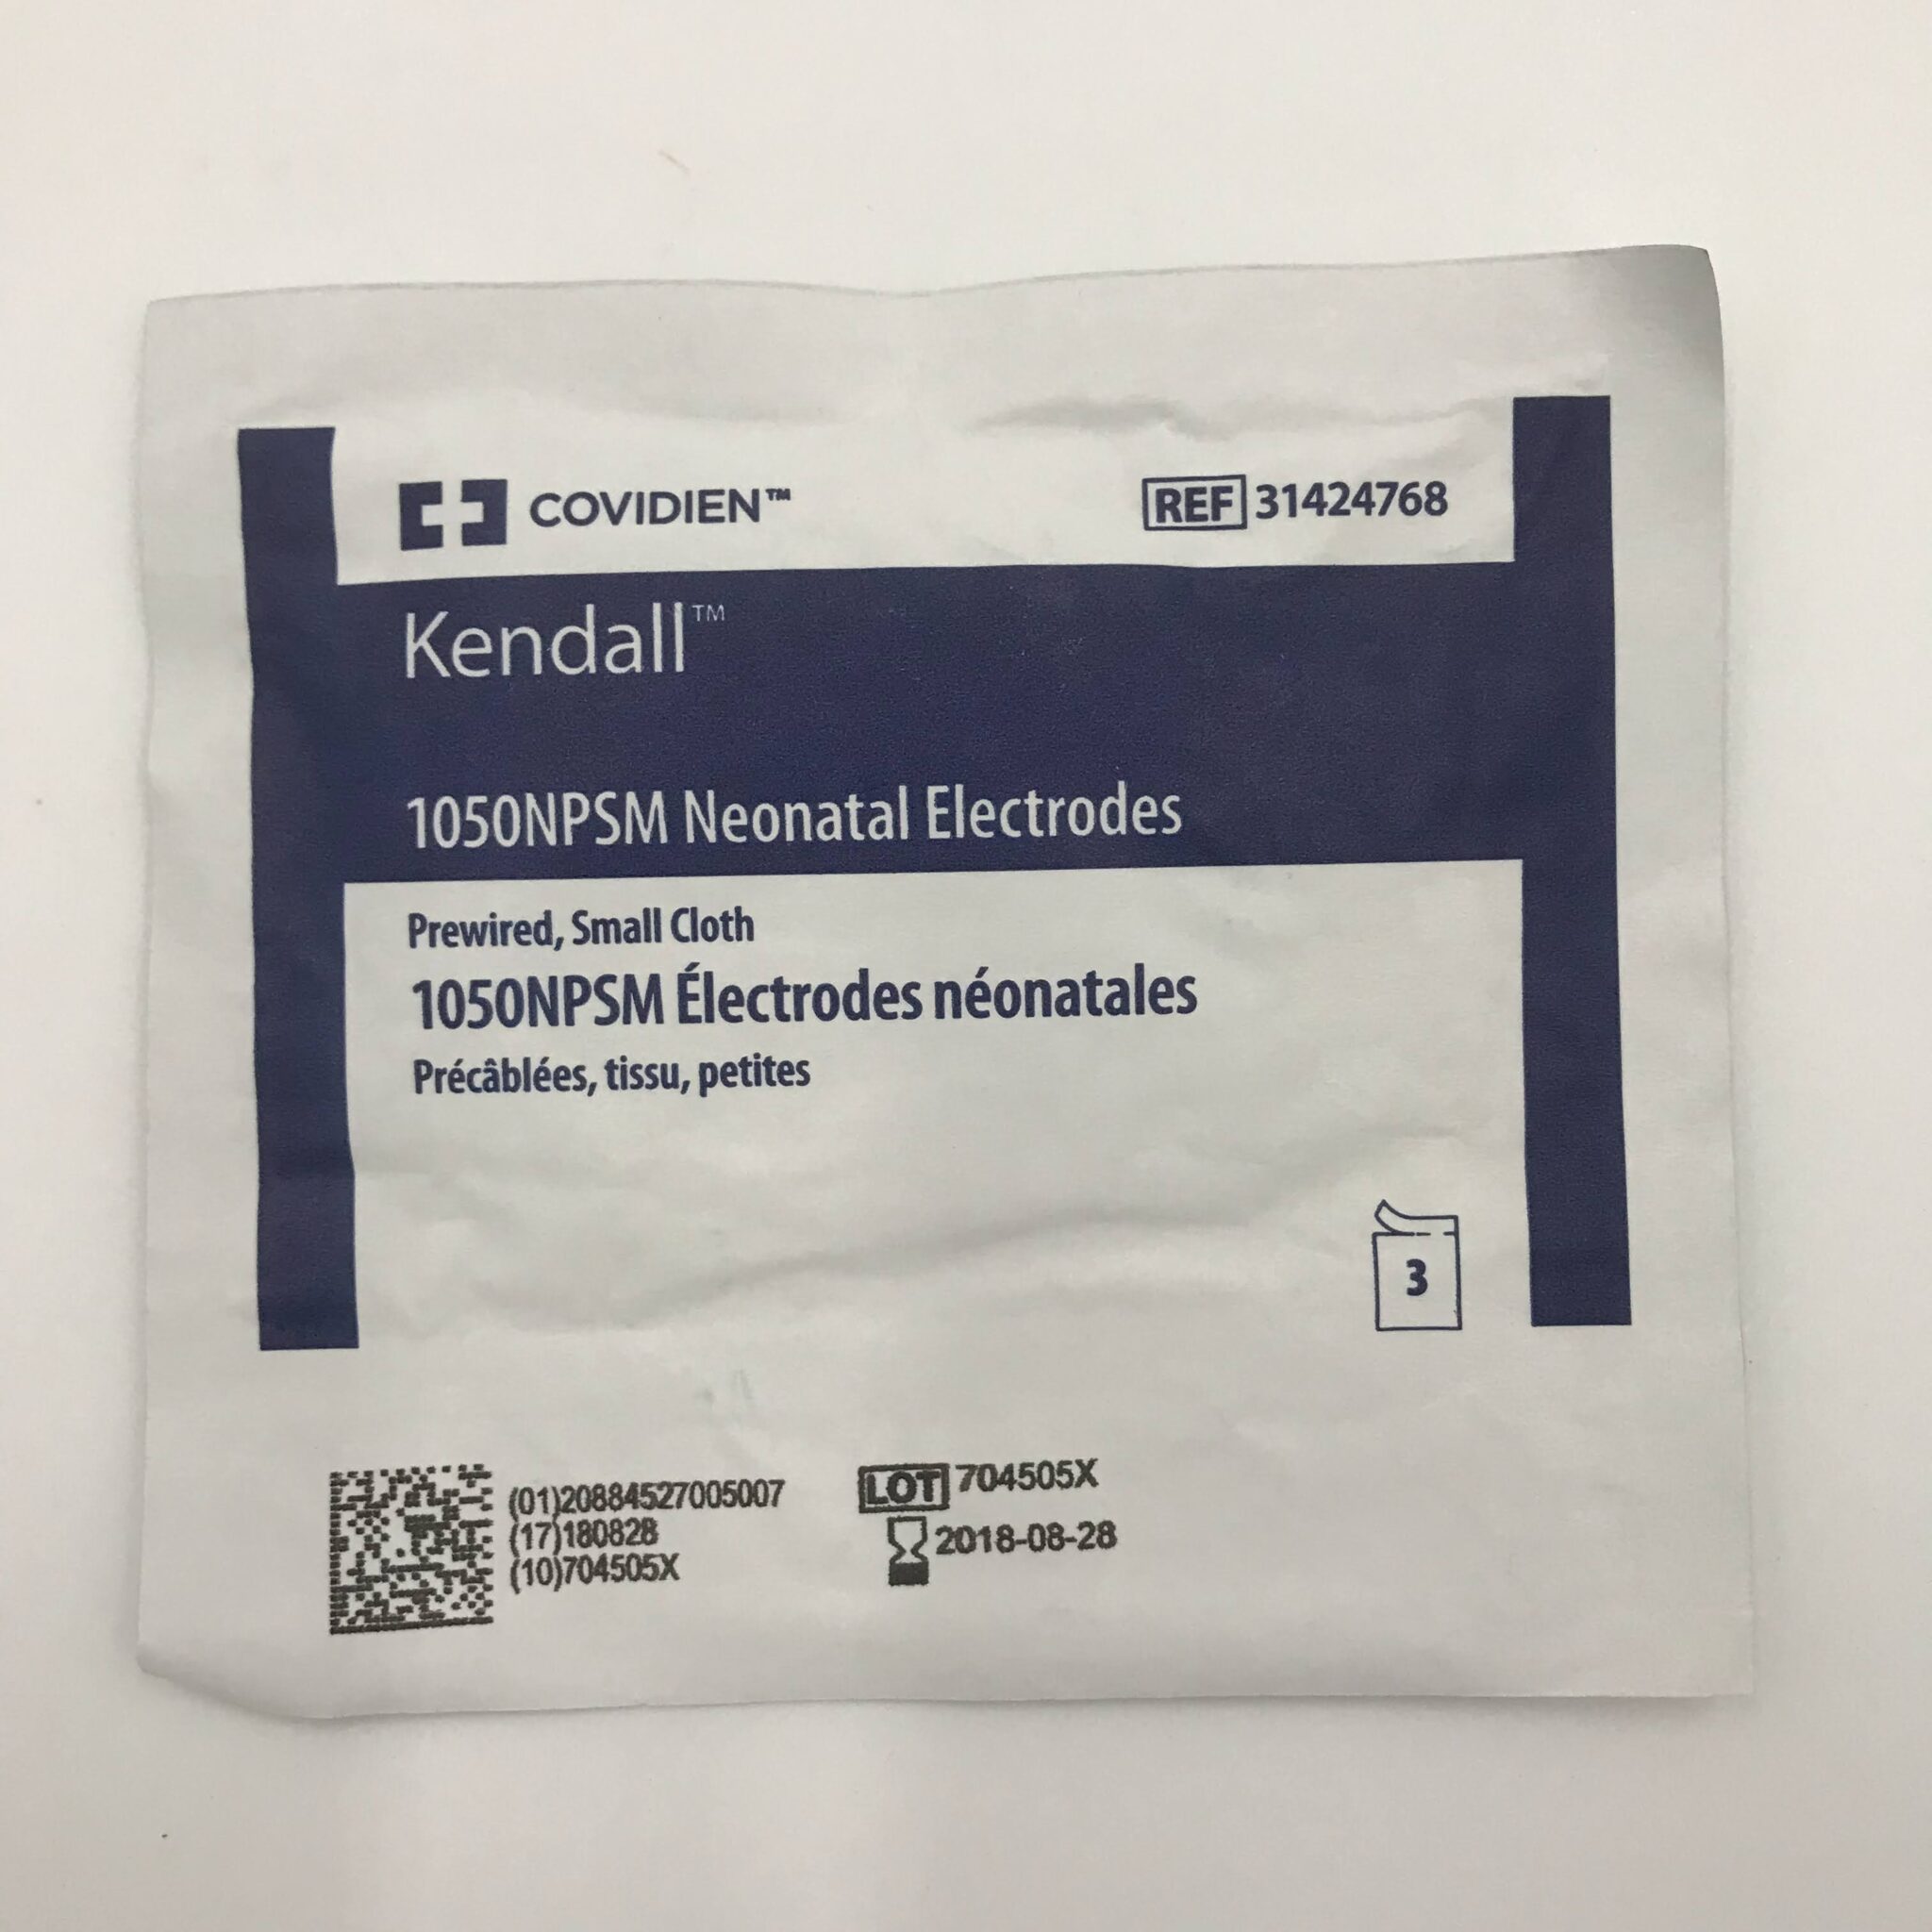 COVIDIEN™
REF 31424768
Kendall™
1050NPSM Neonatal Electrodes
Prewired, Small Cloth
1050NPSM Électrodes néonatales
Précâblées, tissu, petites
3
(01)20884527005007
(17)180828
(10)704505X
LOT 704505X
2018-08-28